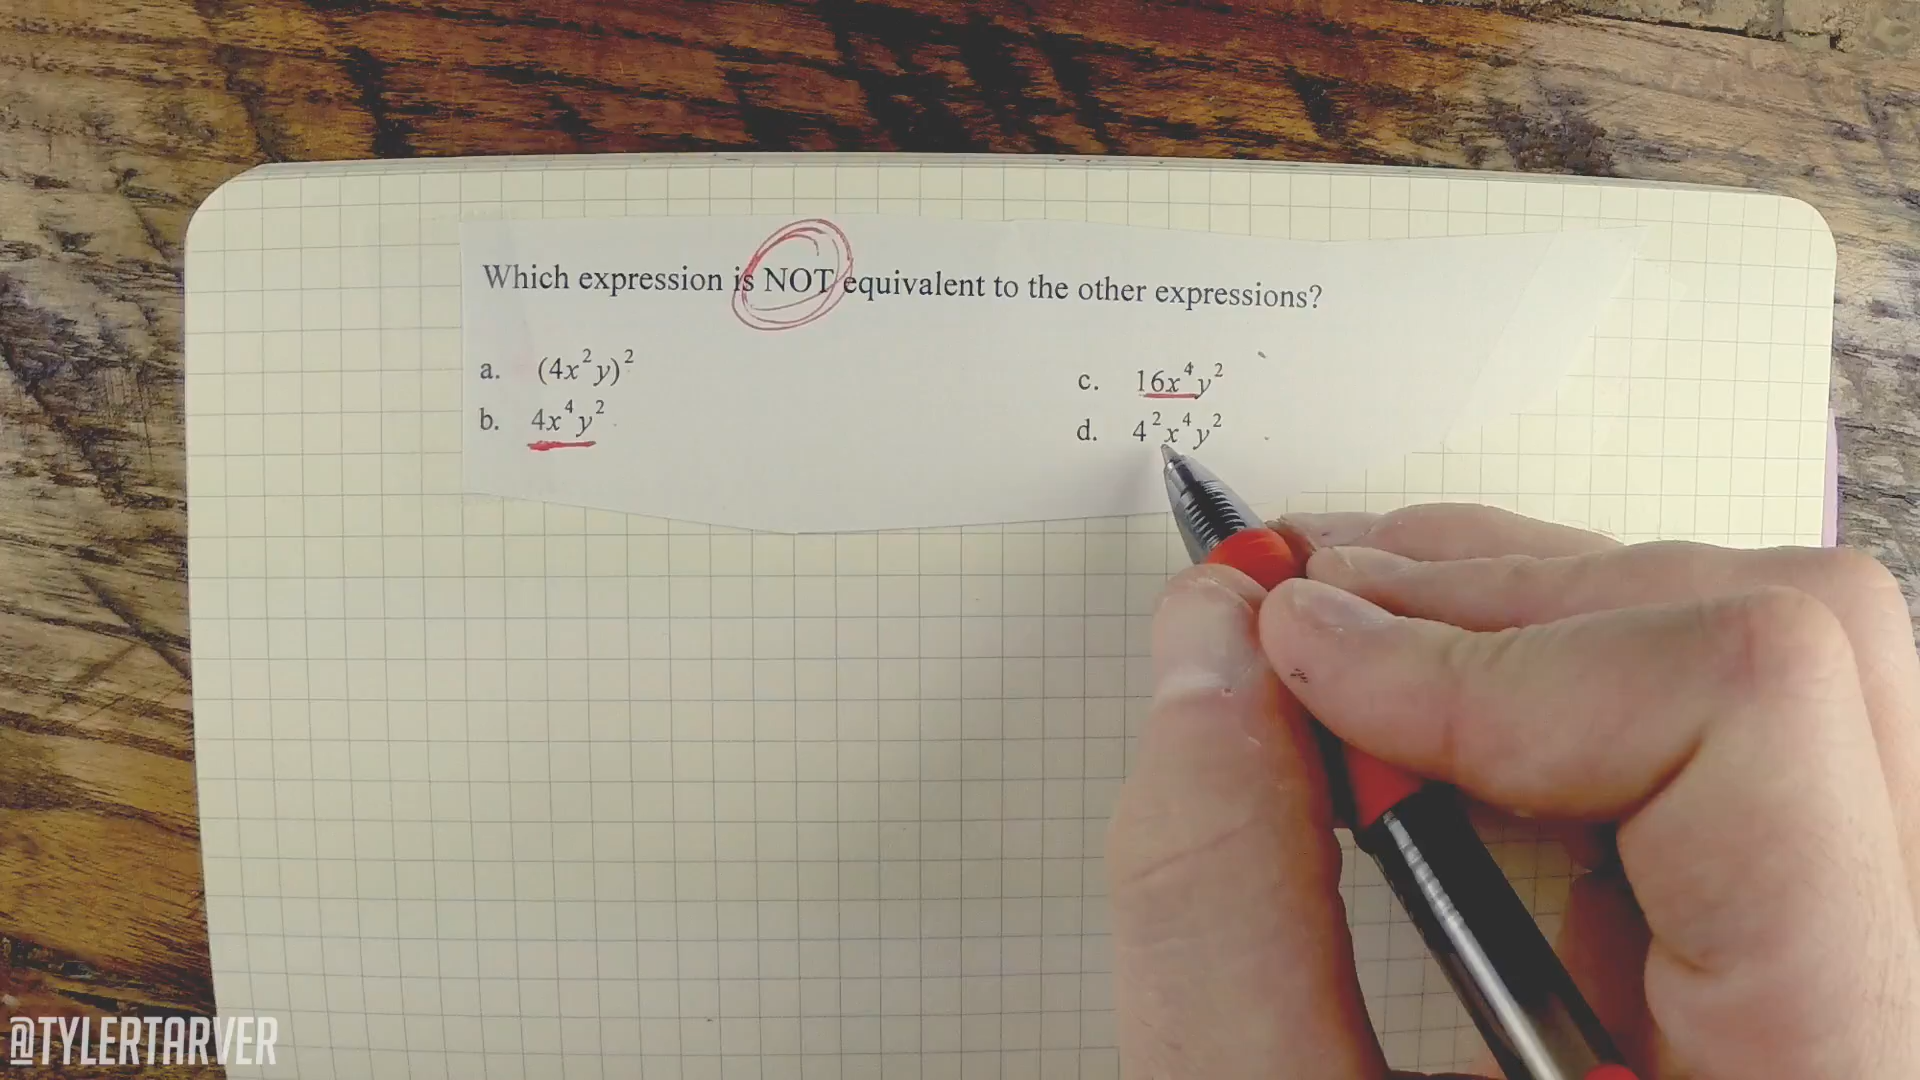 Which expression is NOT equivalent to the other expressions?
a. (4x²y)²
b. 4x⁴y²
c. 16x⁴y²
d. 4²x⁴y²
@TYLERTARVER